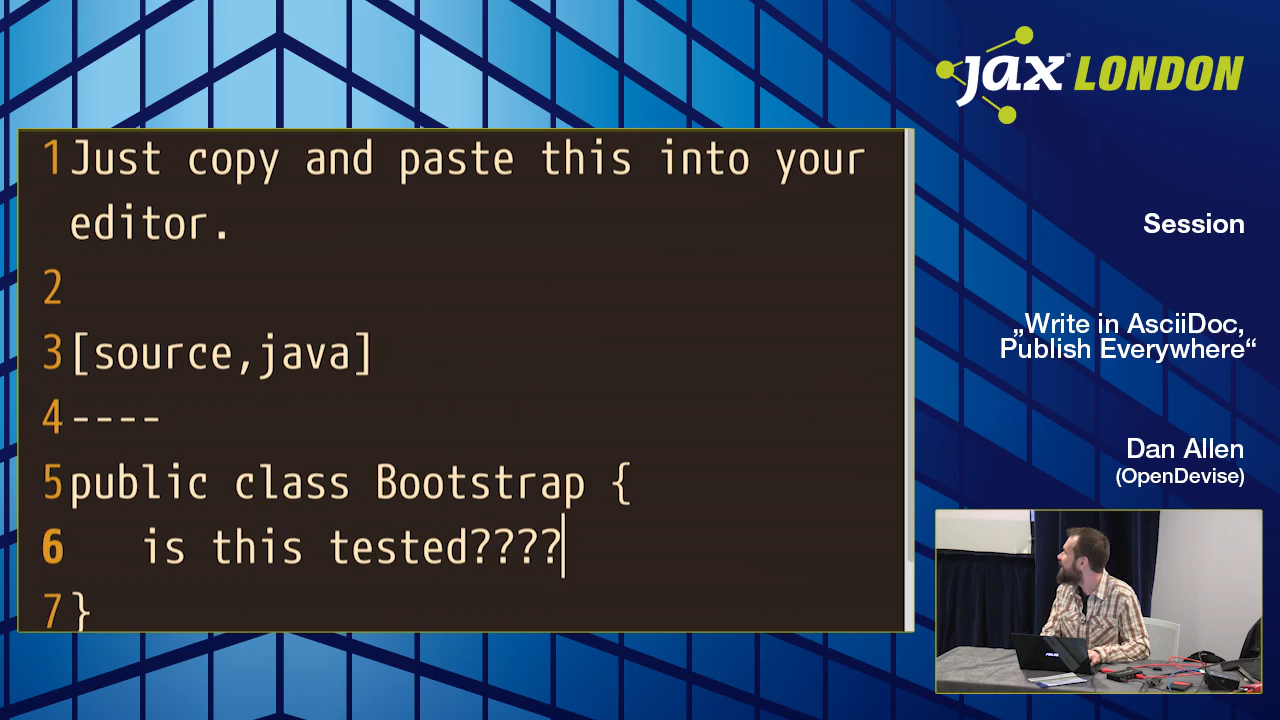 1 Just copy and paste this into your
editor.
2
3 [source,java]
4 ----
5 public class Bootstrap {
6    is this tested????
7 }
jax® LONDON
Session
„Write in AsciiDoc,
Publish Everywhere“
Dan Allen
(OpenDevise)
ASUS